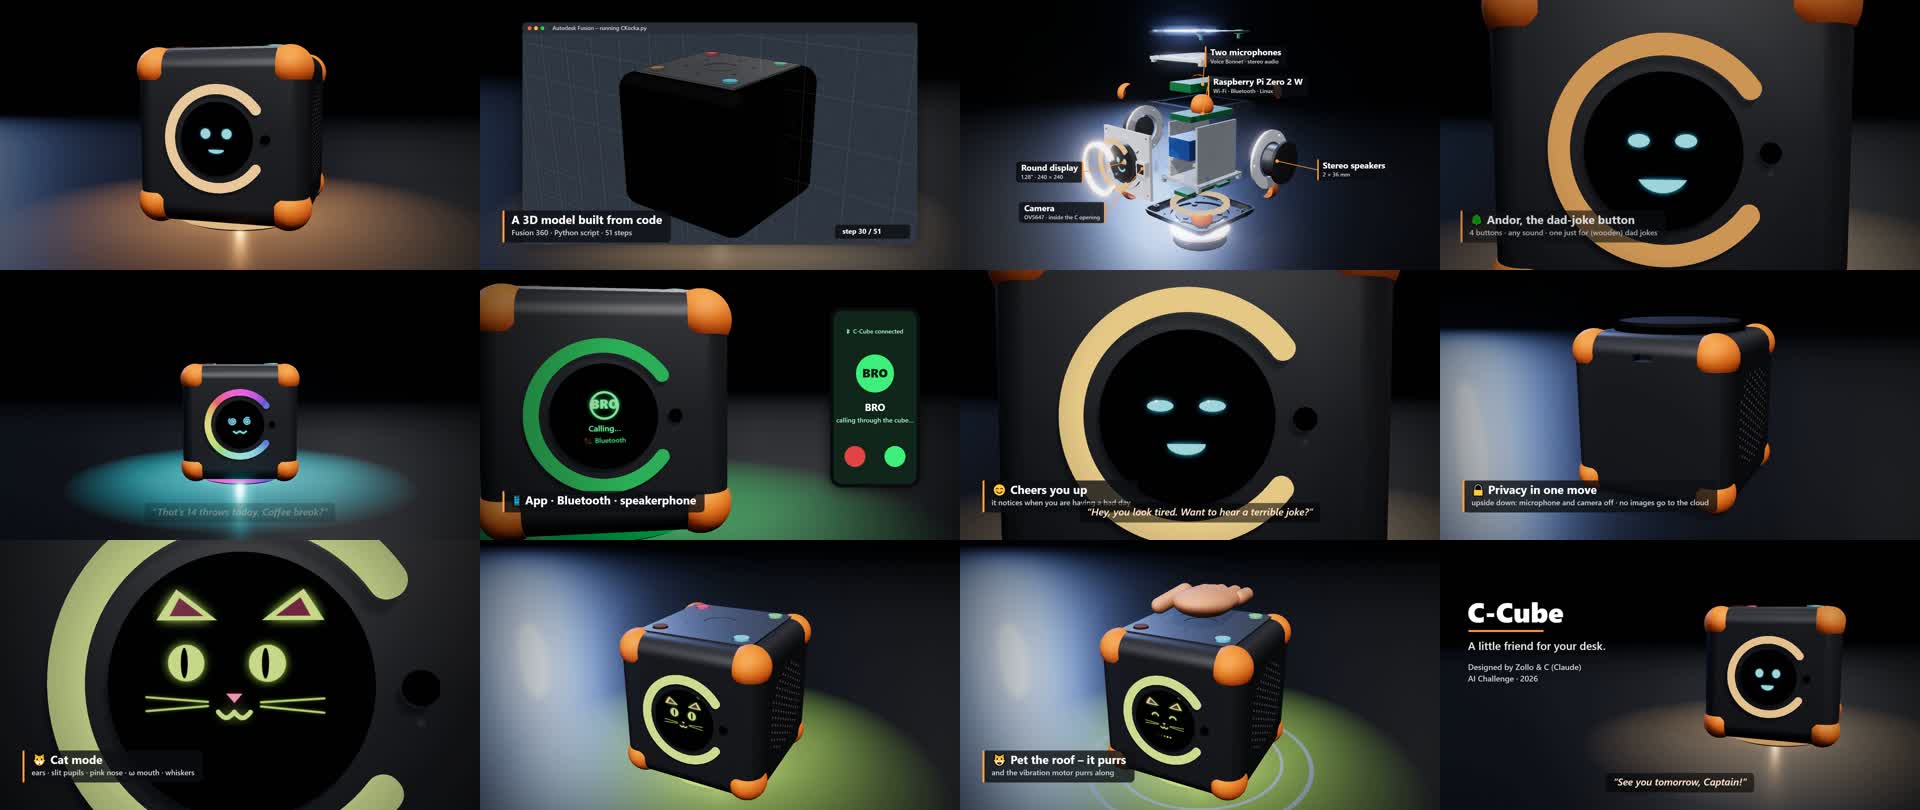 Autodesk Fusion – running CKocka.py
A 3D model built from code
Fusion 360 · Python script · 51 steps
step 30 / 51
Two microphones
Voice Bonnet · stereo audio
Raspberry Pi Zero 2 W
Wi-Fi · Bluetooth · Linux
Round display
1.28" · 240 × 240
Stereo speakers
2 × 36 mm
Camera
OV5647 · inside the C opening
Andor, the dad-joke button
4 buttons · any sound · one just for (wooden) dad jokes
"That's 14 throws today. Coffee break?"
BRO
Calling...
Bluetooth
C-Cube connected
BRO
BRO
calling through the cube...
App · Bluetooth · speakerphone
Cheers you up
it notices when you are having a bad day
"Hey, you look tired. Want to hear a terrible joke?"
Privacy in one move
upside down: microphone and camera off · no images go to the cloud
Cat mode
ears · slit pupils · pink nose · ω mouth · whiskers
Pet the roof – it purrs
and the vibration motor purrs along
C-Cube
A little friend for your desk.
Designed by Zollo & C (Claude)
AI Challenge · 2026
"See you tomorrow, Captain!"